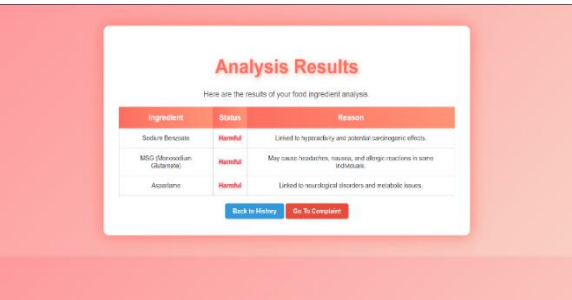 Analysis Results
Here are the results of your food ingredient analysis.
Ingredient Status Reason
Sodium Benzoate Harmful Linked to hyperactivity and potential carcinogenic effects.
MSG (Monosodium Glutamate) Harmful May cause headaches, nausea, and allergic reactions in some individuals.
Aspartame Harmful Linked to neurological disorders and metabolic issues.
Back to History Go To Complaint